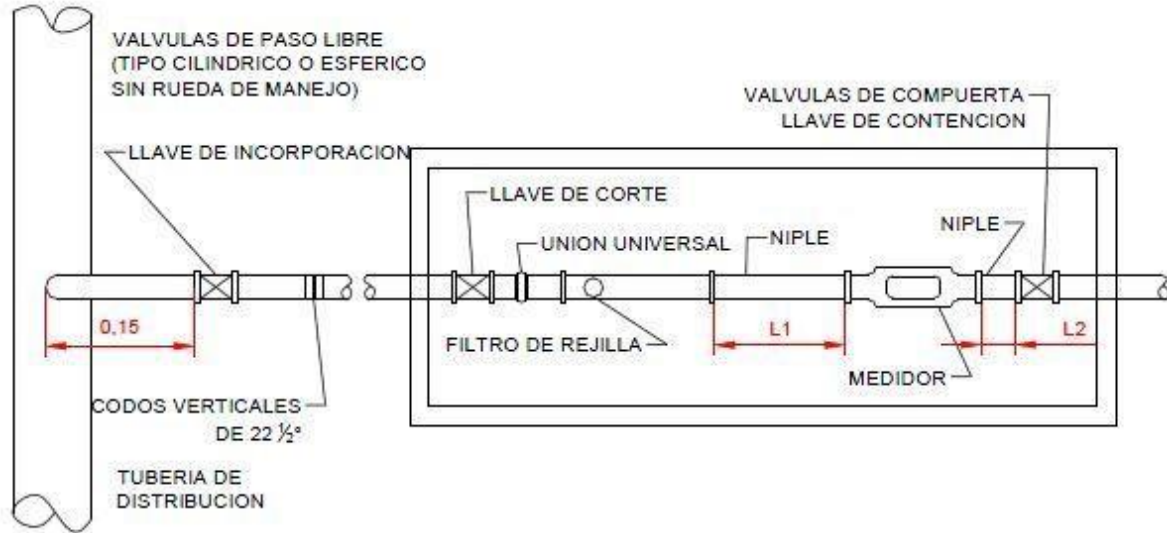 VALVULAS DE PASO LIBRE
(TIPO CILINDRICO O ESFERICO
SIN RUEDA DE MANEJO)
LLAVE DE INCORPORACION
VALVULAS DE COMPUERTA
LLAVE DE CONTENCION
LLAVE DE CORTE
UNION UNIVERSAL
NIPLE
NIPLE
0,15
FILTRO DE REJILLA
L1
L2
MEDIDOR
CODOS VERTICALES
DE 22 ½°
TUBERIA DE
DISTRIBUCION